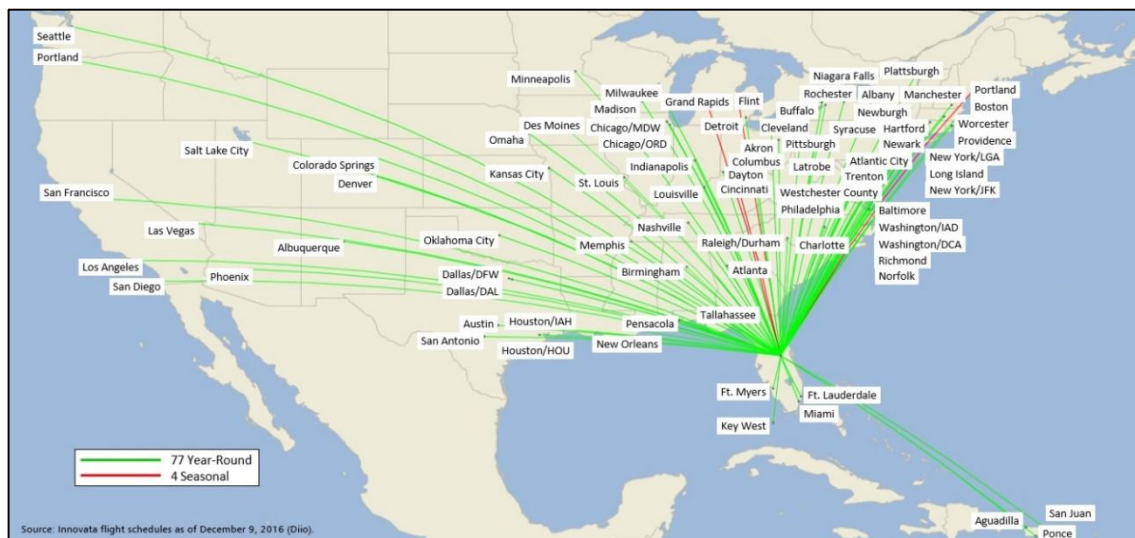 Seattle
Portland
Salt Lake City
Colorado Springs
Denver
San Francisco
Las Vegas
Albuquerque
Los Angeles
San Diego
Phoenix
Minneapolis
Des Moines
Omaha
Kansas City
St. Louis
Oklahoma City
Memphis
Dallas/DFW
Dallas/DAL
Birmingham
Austin
San Antonio
Houston/IAH
Houston/HOU
New Orleans
Pensacola
Tallahassee
Milwaukee
Madison
Grand Rapids
Flint
Chicago/MDW
Chicago/ORD
Detroit
Cleveland
Indianapolis
Louisville
Nashville
Akron
Columbus
Dayton
Cincinnati
Raleigh/Durham
Atlanta
Charlotte
Niagara Falls
Plattsburgh
Rochester
Albany
Manchester
Portland
Buffalo
Newburgh
Boston
Syracuse
Hartford
Worcester
Pittsburgh
Newark
Providence
Latrobe
Atlantic City
New York/LGA
Trenton
Long Island
Westchester County
New York/JFK
Philadelphia
Baltimore
Washington/IAD
Washington/DCA
Richmond
Norfolk
Ft. Myers
Ft. Lauderdale
Miami
Key West
San Juan
Aguadilla
Ponce
77 Year-Round
4 Seasonal
Source: Innovata flight schedules as of December 9, 2016 (Diio).